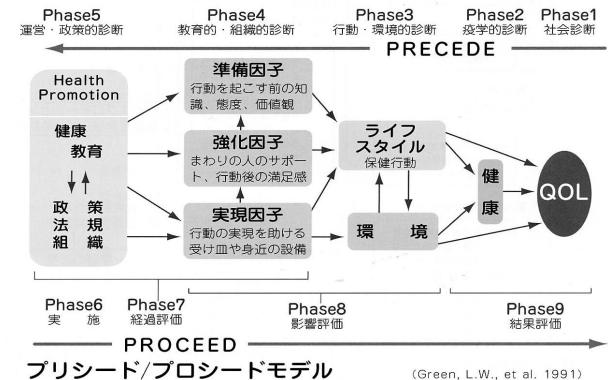 Phase5
運営・政策的診断
Phase4
教育的・組織的診断
Phase3
行動・環境的診断
Phase2
疫学的診断
Phase1
社会診断
PRECEDE
Health
Promotion
健康
教育
政 策
法 規
組 織
準備因子
行動を起こす前の知
識、態度、価値観
強化因子
まわりの人のサポー
ト、行動後の満足感
実現因子
行動の実現を助ける
受け皿や身近の設備
ライフ
スタイル
保健行動
環 境
健
康
QOL
Phase6
実 施
Phase7
経過評価
Phase8
影響評価
Phase9
結果評価
PROCEED
プリシード/プロシードモデル
(Green, L.W., et al. 1991)